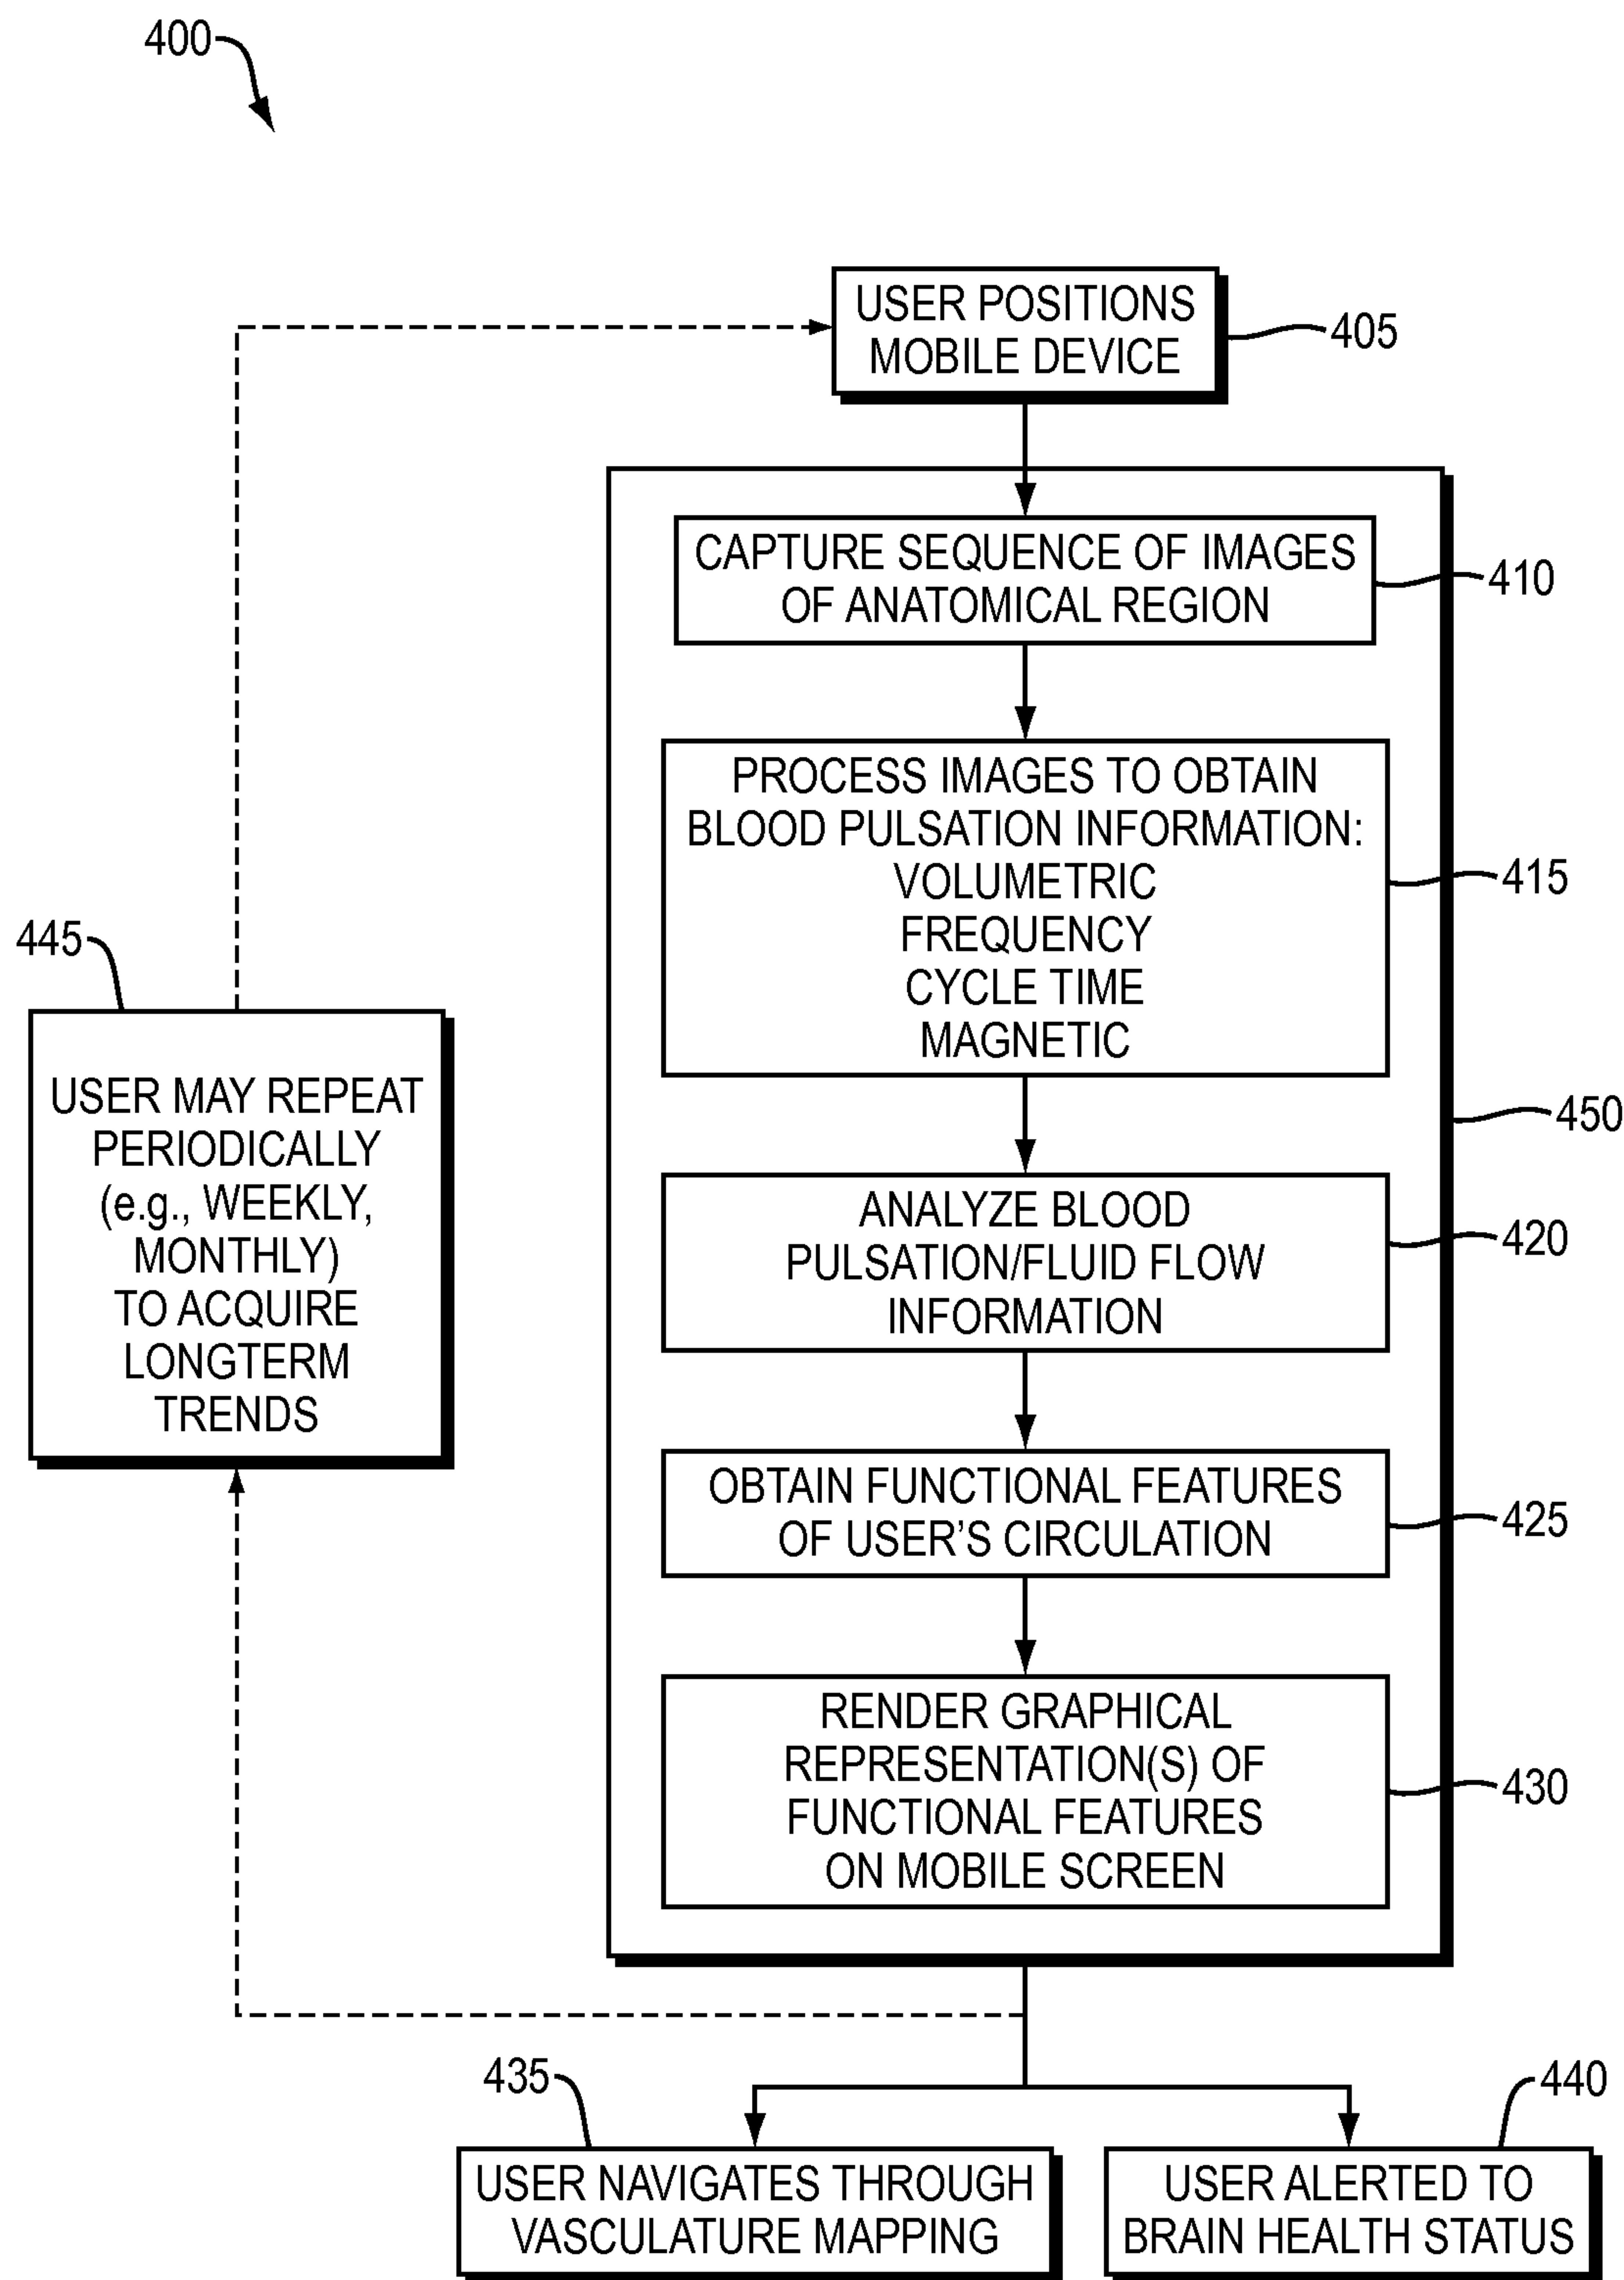 400
USER POSITIONS
MOBILE DEVICE
405
CAPTURE SEQUENCE OF IMAGES
OF ANATOMICAL REGION
410
PROCESS IMAGES TO OBTAIN
BLOOD PULSATION INFORMATION:
VOLUMETRIC
FREQUENCY
CYCLE TIME
MAGNETIC
415
445
USER MAY REPEAT
PERIODICALLY
(e.g., WEEKLY,
MONTHLY)
TO ACQUIRE
LONGTERM
TRENDS
450
ANALYZE BLOOD
PULSATION/FLUID FLOW
INFORMATION
420
OBTAIN FUNCTIONAL FEATURES
OF USER’S CIRCULATION
425
RENDER GRAPHICAL
REPRESENTATION(S) OF
FUNCTIONAL FEATURES
ON MOBILE SCREEN
430
435
USER NAVIGATES THROUGH
VASCULATURE MAPPING
440
USER ALERTED TO
BRAIN HEALTH STATUS